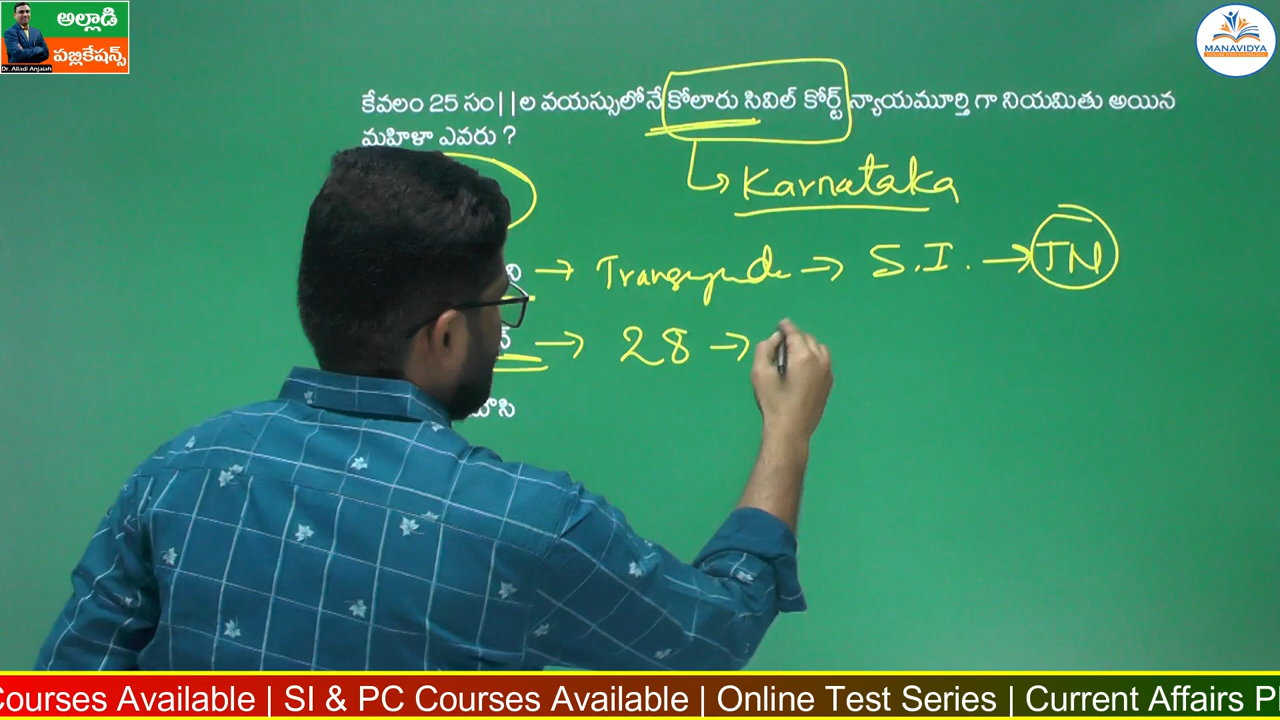 అల్లాడి
పబ్లికేషన్స్
Dr. Alladi Anjaiah
MANAVIDYA
కేవలం 25 సం||ల వయస్సులోనే కోలారు సివిల్ కోర్ట్ న్యాయమూర్తి గా నియమితు అయిన
మహిళా ఎవరు ?
Karnataka
S.I. → TN
→ 28 →
Courses Available | SI & PC Courses Available | Online Test Series | Current Affairs P